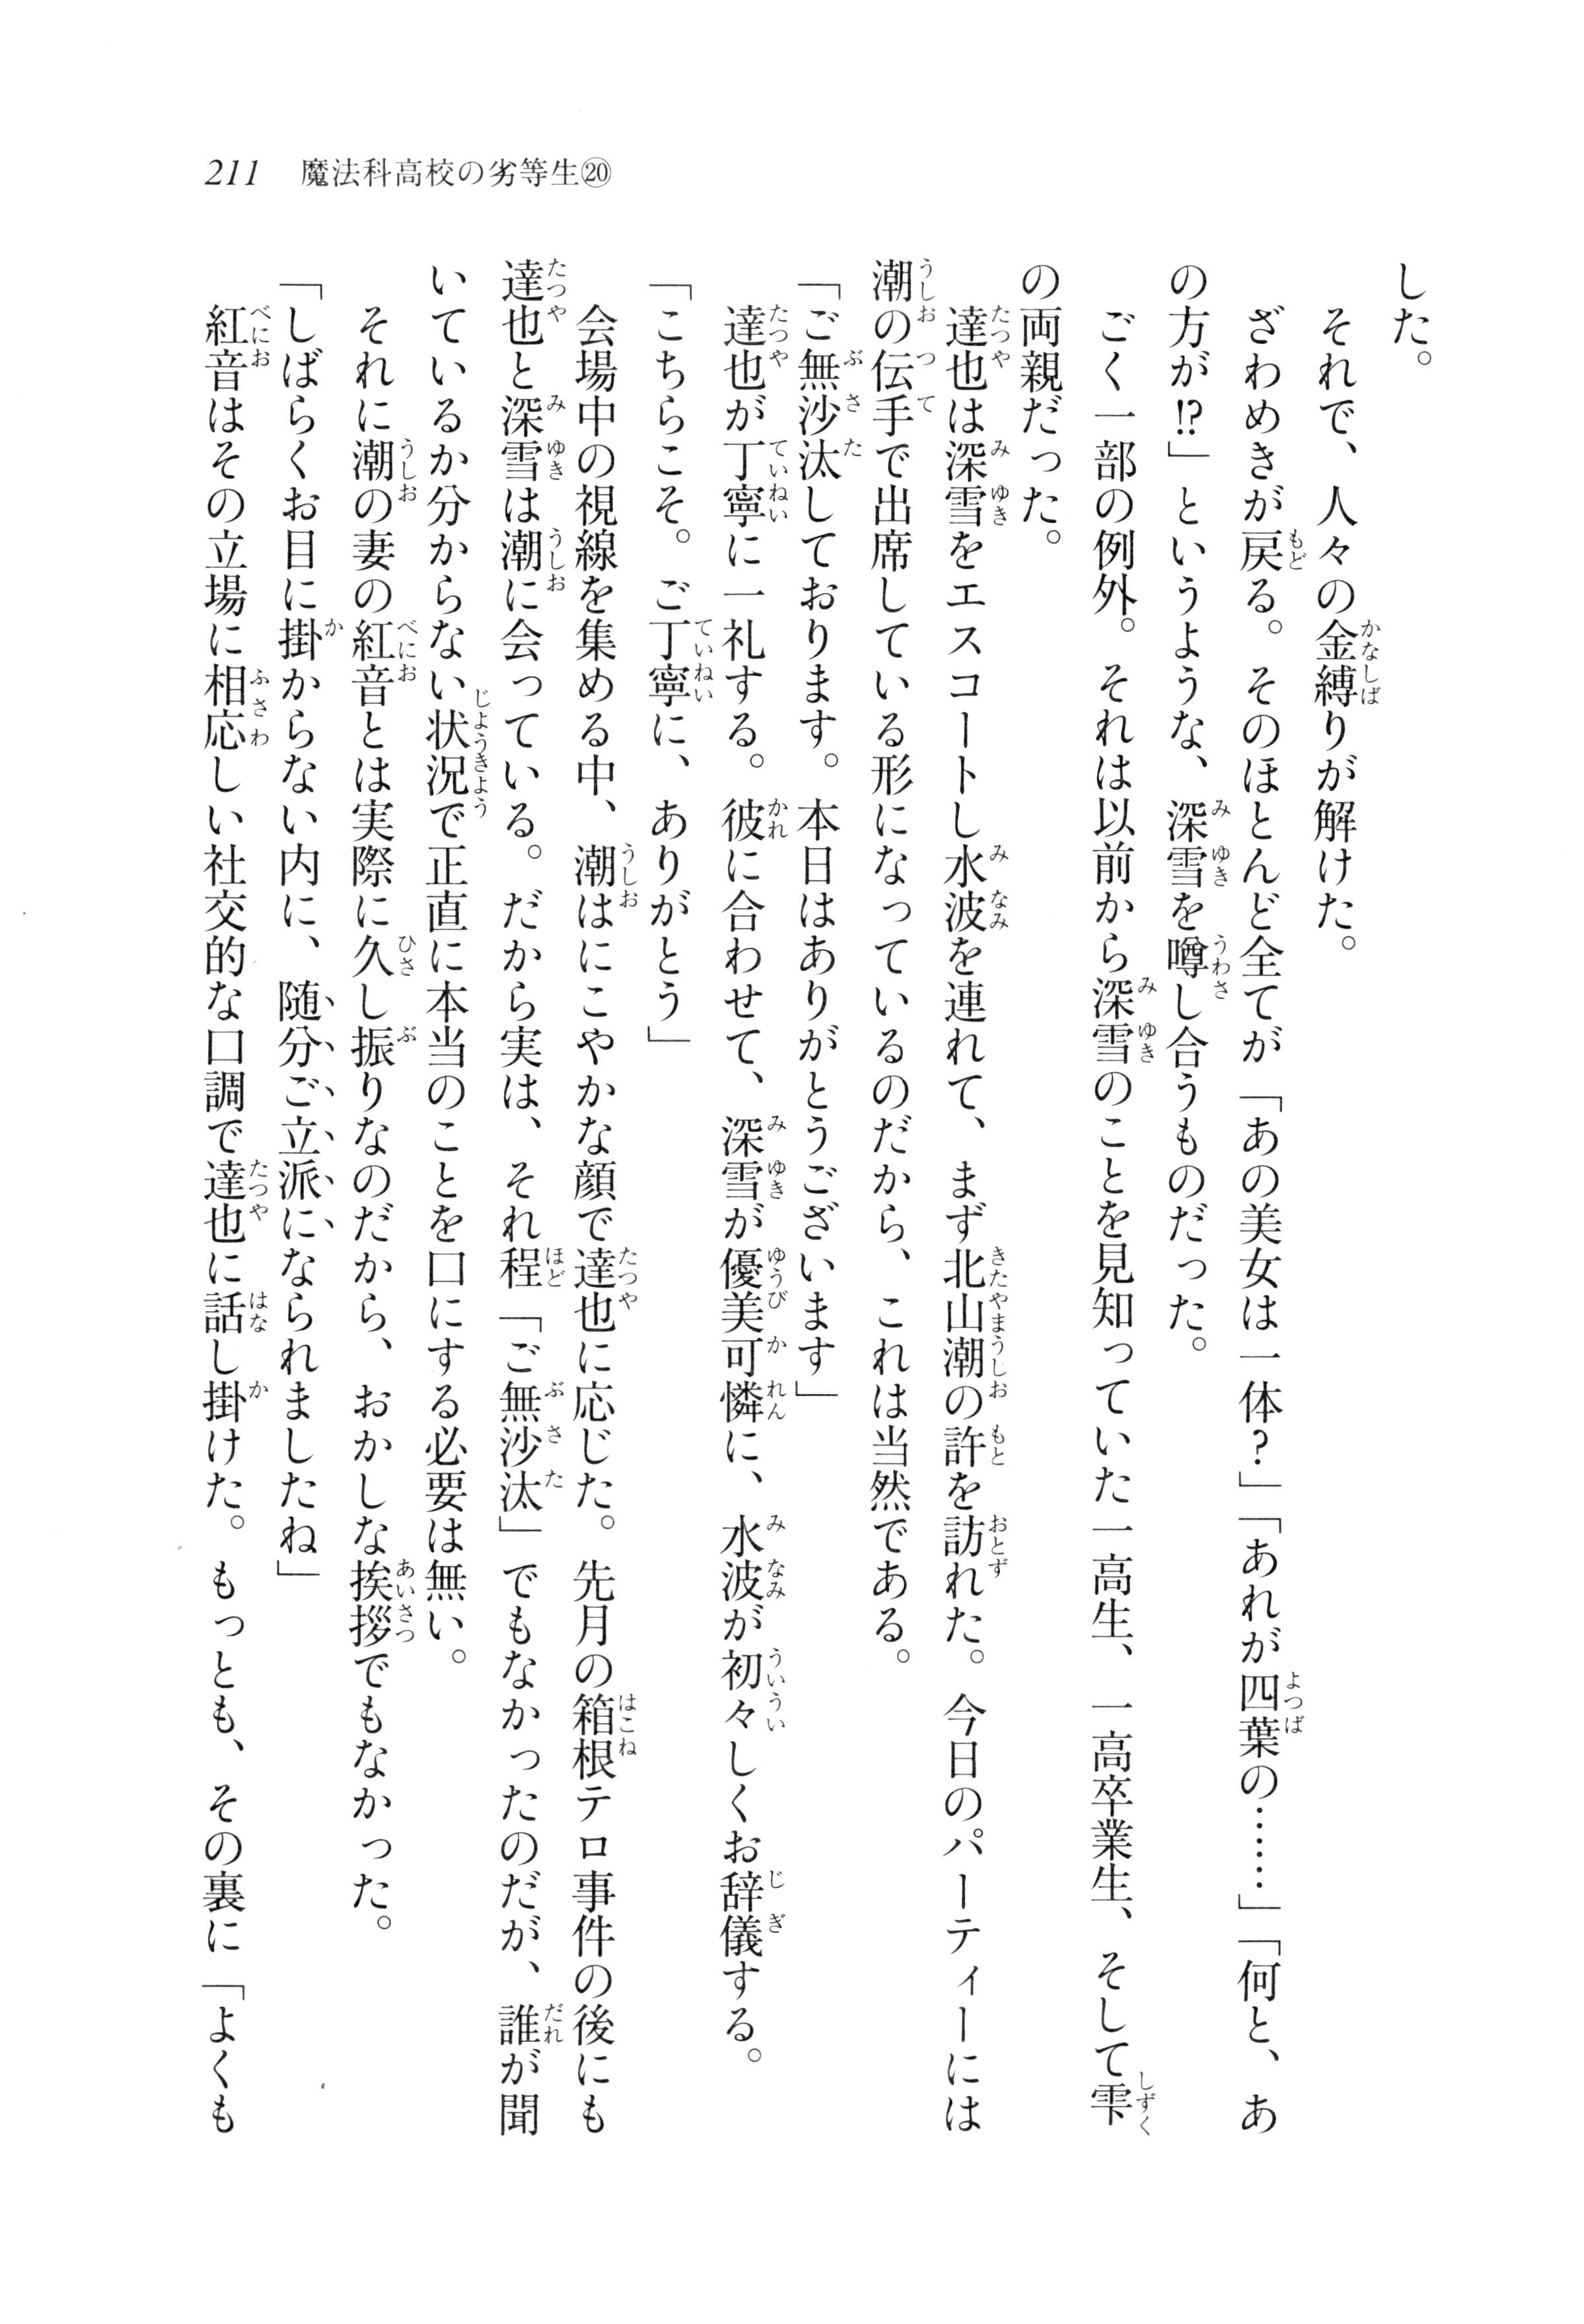 211　魔法科高校の劣等生⑳
した。
　それで、人々の金縛りが解けた。
　ざわめきが戻る。そのほとんど全てが「あの美女は一体？」「あれが四葉の……」「何と、あ
の方が⁉」というような、深雪を噂し合うものだった。
　ごく一部の例外。それは以前から深雪のことを見知っていた一高生、一高卒業生、そして雫
の両親だった。
　達也は深雪をエスコートし水波を連れて、まず北山潮の許を訪れた。今日のパーティーには
潮の伝手で出席している形になっているのだから、これは当然である。
「ご無沙汰しております。本日はありがとうございます」
　達也が丁寧に一礼する。彼に合わせて、深雪が優美可憐に、水波が初々しくお辞儀する。
「こちらこそ。ご丁寧に、ありがとう」
　会場中の視線を集める中、潮はにこやかな顔で達也に応じた。先月の箱根テロ事件の後にも
達也と深雪は潮に会っている。だから実は、それ程「ご無沙汰」でもなかったのだが、誰が聞
いているか分からない状況で正直に本当のことを口にする必要は無い。
　それに潮の妻の紅音とは実際に久し振りなのだから、おかしな挨拶でもなかった。
「しばらくお目に掛からない内に、随分ご立派になられましたね」
　紅音はその立場に相応しい社交的な口調で達也に話し掛けた。もっとも、その裏に「よくも